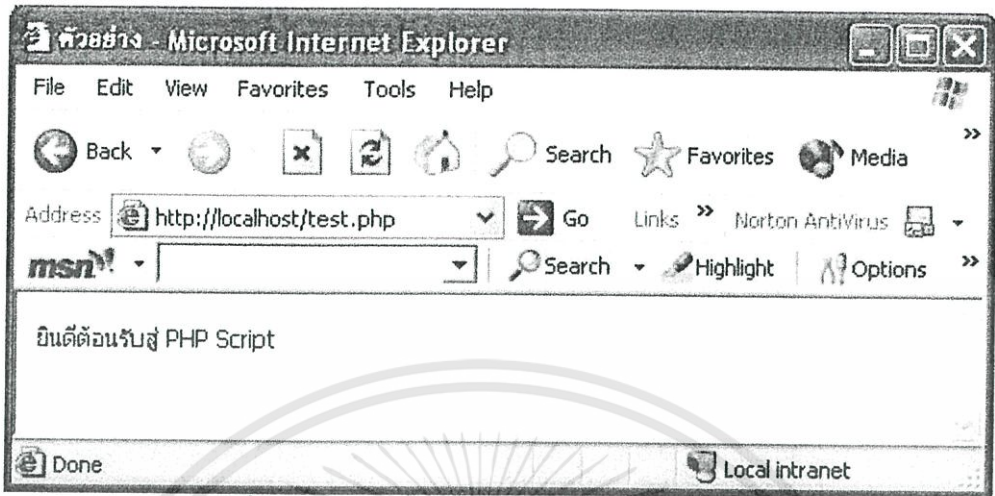 ตัวอย่าง - Microsoft Internet Explorer
File Edit View Favorites Tools Help
Back Search Favorites Media »
Address http://localhost/test.php Go Links » Norton AntiVirus
msn Search Highlight Options »
ยินดีต้อนรับสู่ PHP Script
Done Local intranet